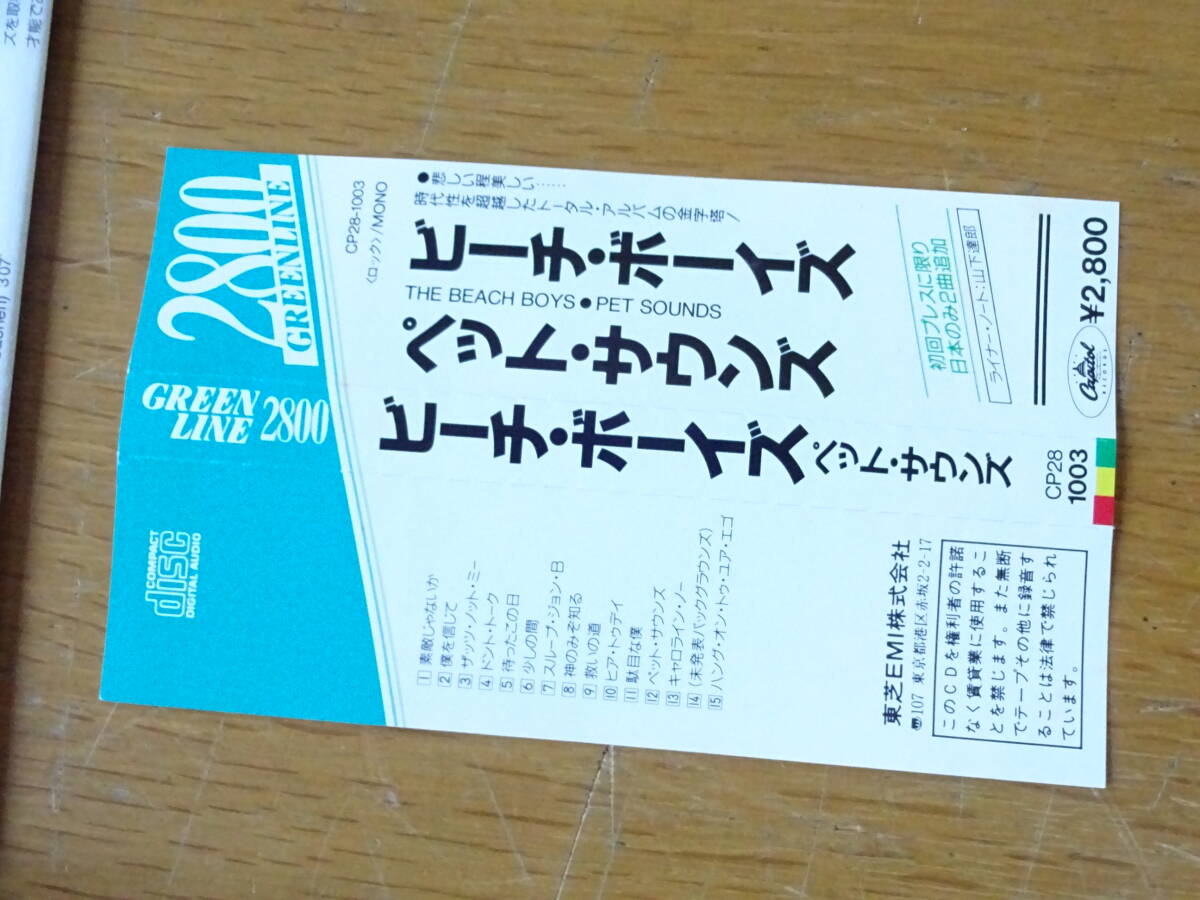 2800
GREENLINE
CP28-1003
〈ロック〉/MONO
●悲しい程美しい……
時代性を超越したトータル・アルバムの金字塔/
ビーチ・ボーイズ
THE BEACH BOYS●PET SOUNDS
ペット・サウンズ
初回プレスに限り
日本のみ2曲追加
ライナー・ノート:山下達郎
Capitol
RECORDS
¥2,800
GREEN
LINE 2800
ビーチ・ボーイズ ペット・サウンズ
CP28
1003
COMPACT
disc
DIGITAL AUDIO
1 素敵じゃないか
2 僕を信じて
3 ザッツ・ノット・ミー
4 ドント・トーク
5 待ったこの日
6 少しの間
7 スループ・ジョン・B
8 神のみぞ知る
9 救いの道
10 ヒア・トゥデイ
11 駄目な僕
12 ペット・サウンズ
13 キャロライン・ノー
14 (未発表バックグラウンズ)
15 ハング・オン・トゥ・ユア・エゴ
東芝EMI株式会社
〠107 東京都港区赤坂2-2-17
このCDを権利者の許諾
なく賃貸業に使用するこ
とを禁じます。また無断
でテープその他に録音す
ることは法律で禁じられ
ています。
ズを取
才能で
3:07